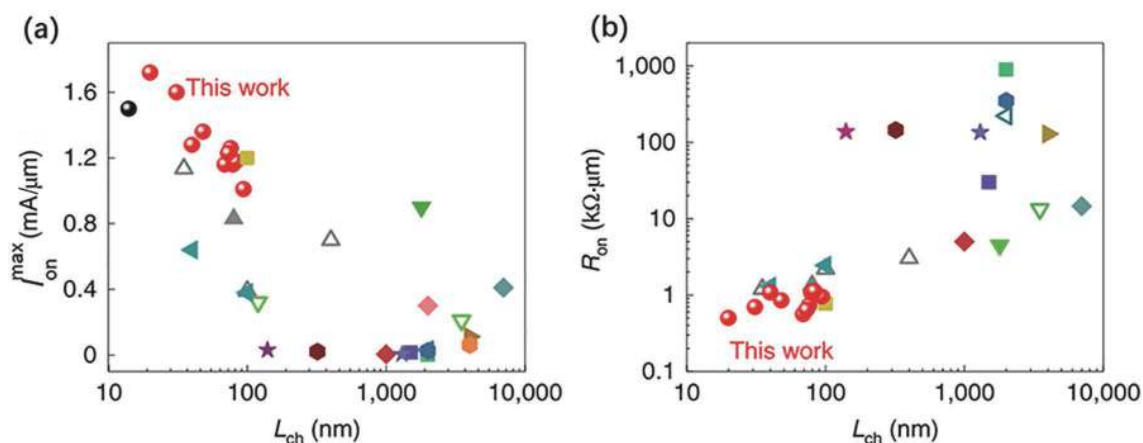 (a)
I_on^max (mA/μm)
1.6
1.2
0.8
0.4
0
This work
10
100
1,000
10,000
L_ch (nm)
(b)
R_on (kΩ·μm)
1,000
100
10
1
0.1
This work
10
100
1,000
10,000
L_ch (nm)